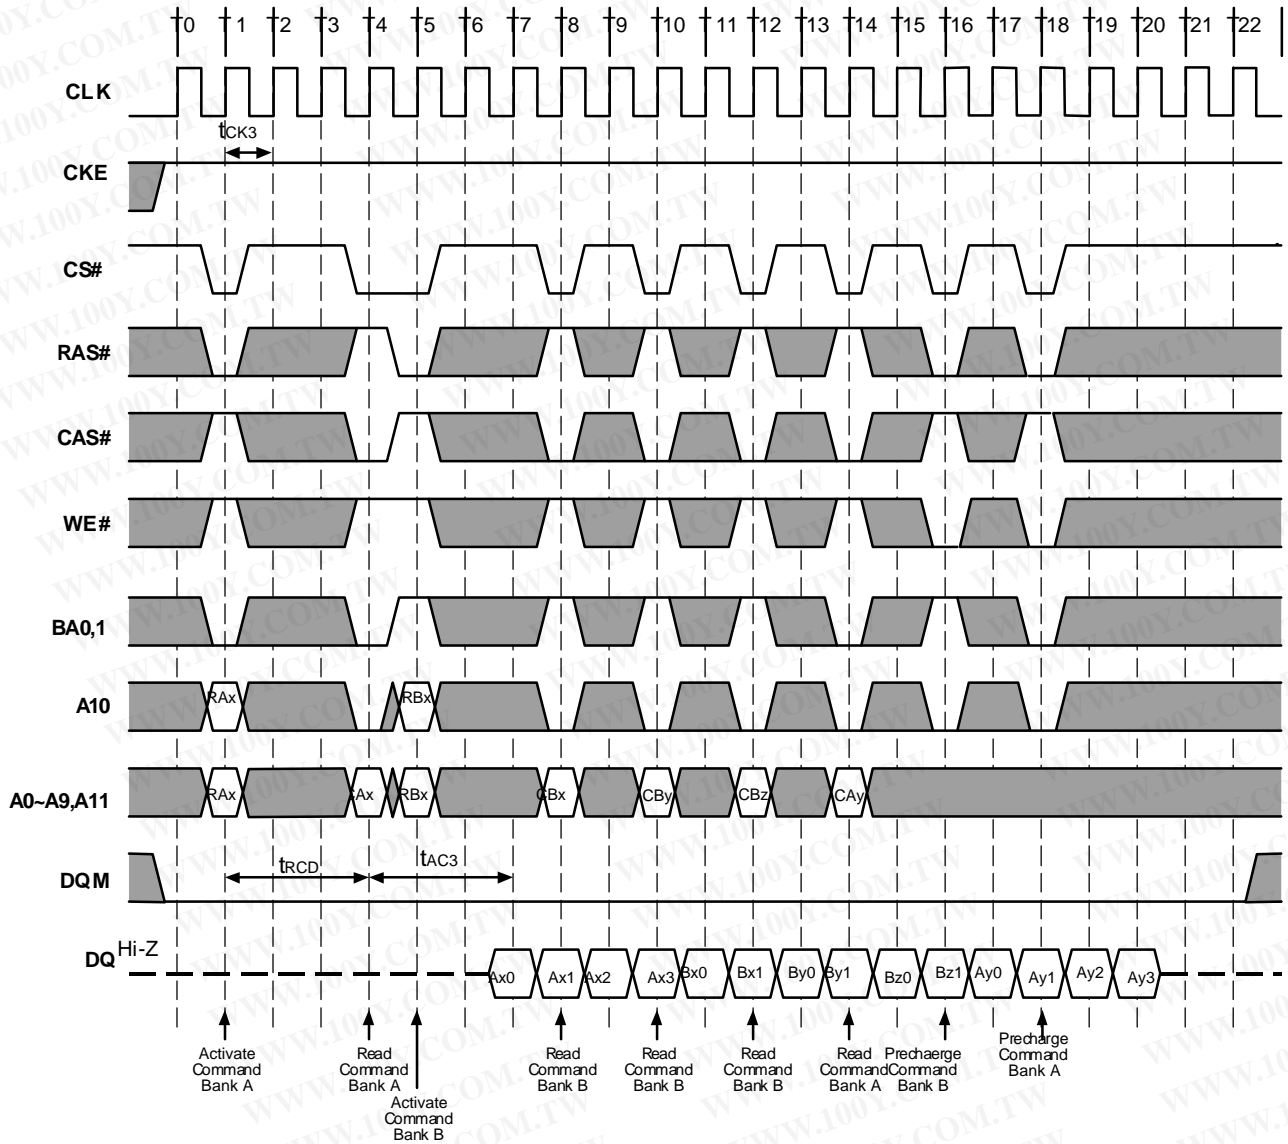 T0 T1 T2 T3 T4 T5 T6 T7 T8 T9 T10 T11 T12 T13 T14 T15 T16 T17 T18 T19 T20 T21 T22
CLK
tCK3
CKE
CS#
RAS#
CAS#
WE#
BA0,1
A10
RAx RBx
A0~A9,A11
RAx CAx RBx CBx CBy CBz CAy
DQM
tRCD tAC3
DQ Hi-Z
Ax0 Ax1 Ax2 Ax3 Bx0 Bx1 By0 By1 Bz0 Bz1 Ay0 Ay1 Ay2 Ay3
Activate
Command
Bank A
Read
Command
Bank A
Activate
Command
Bank B
Read
Command
Bank B
Read
Command
Bank B
Read
Command
Bank B
Read
Command
Bank A
Prechaerge
Command
Bank B
Precharge
Command
Bank A
WWW.100Y.COM.TW